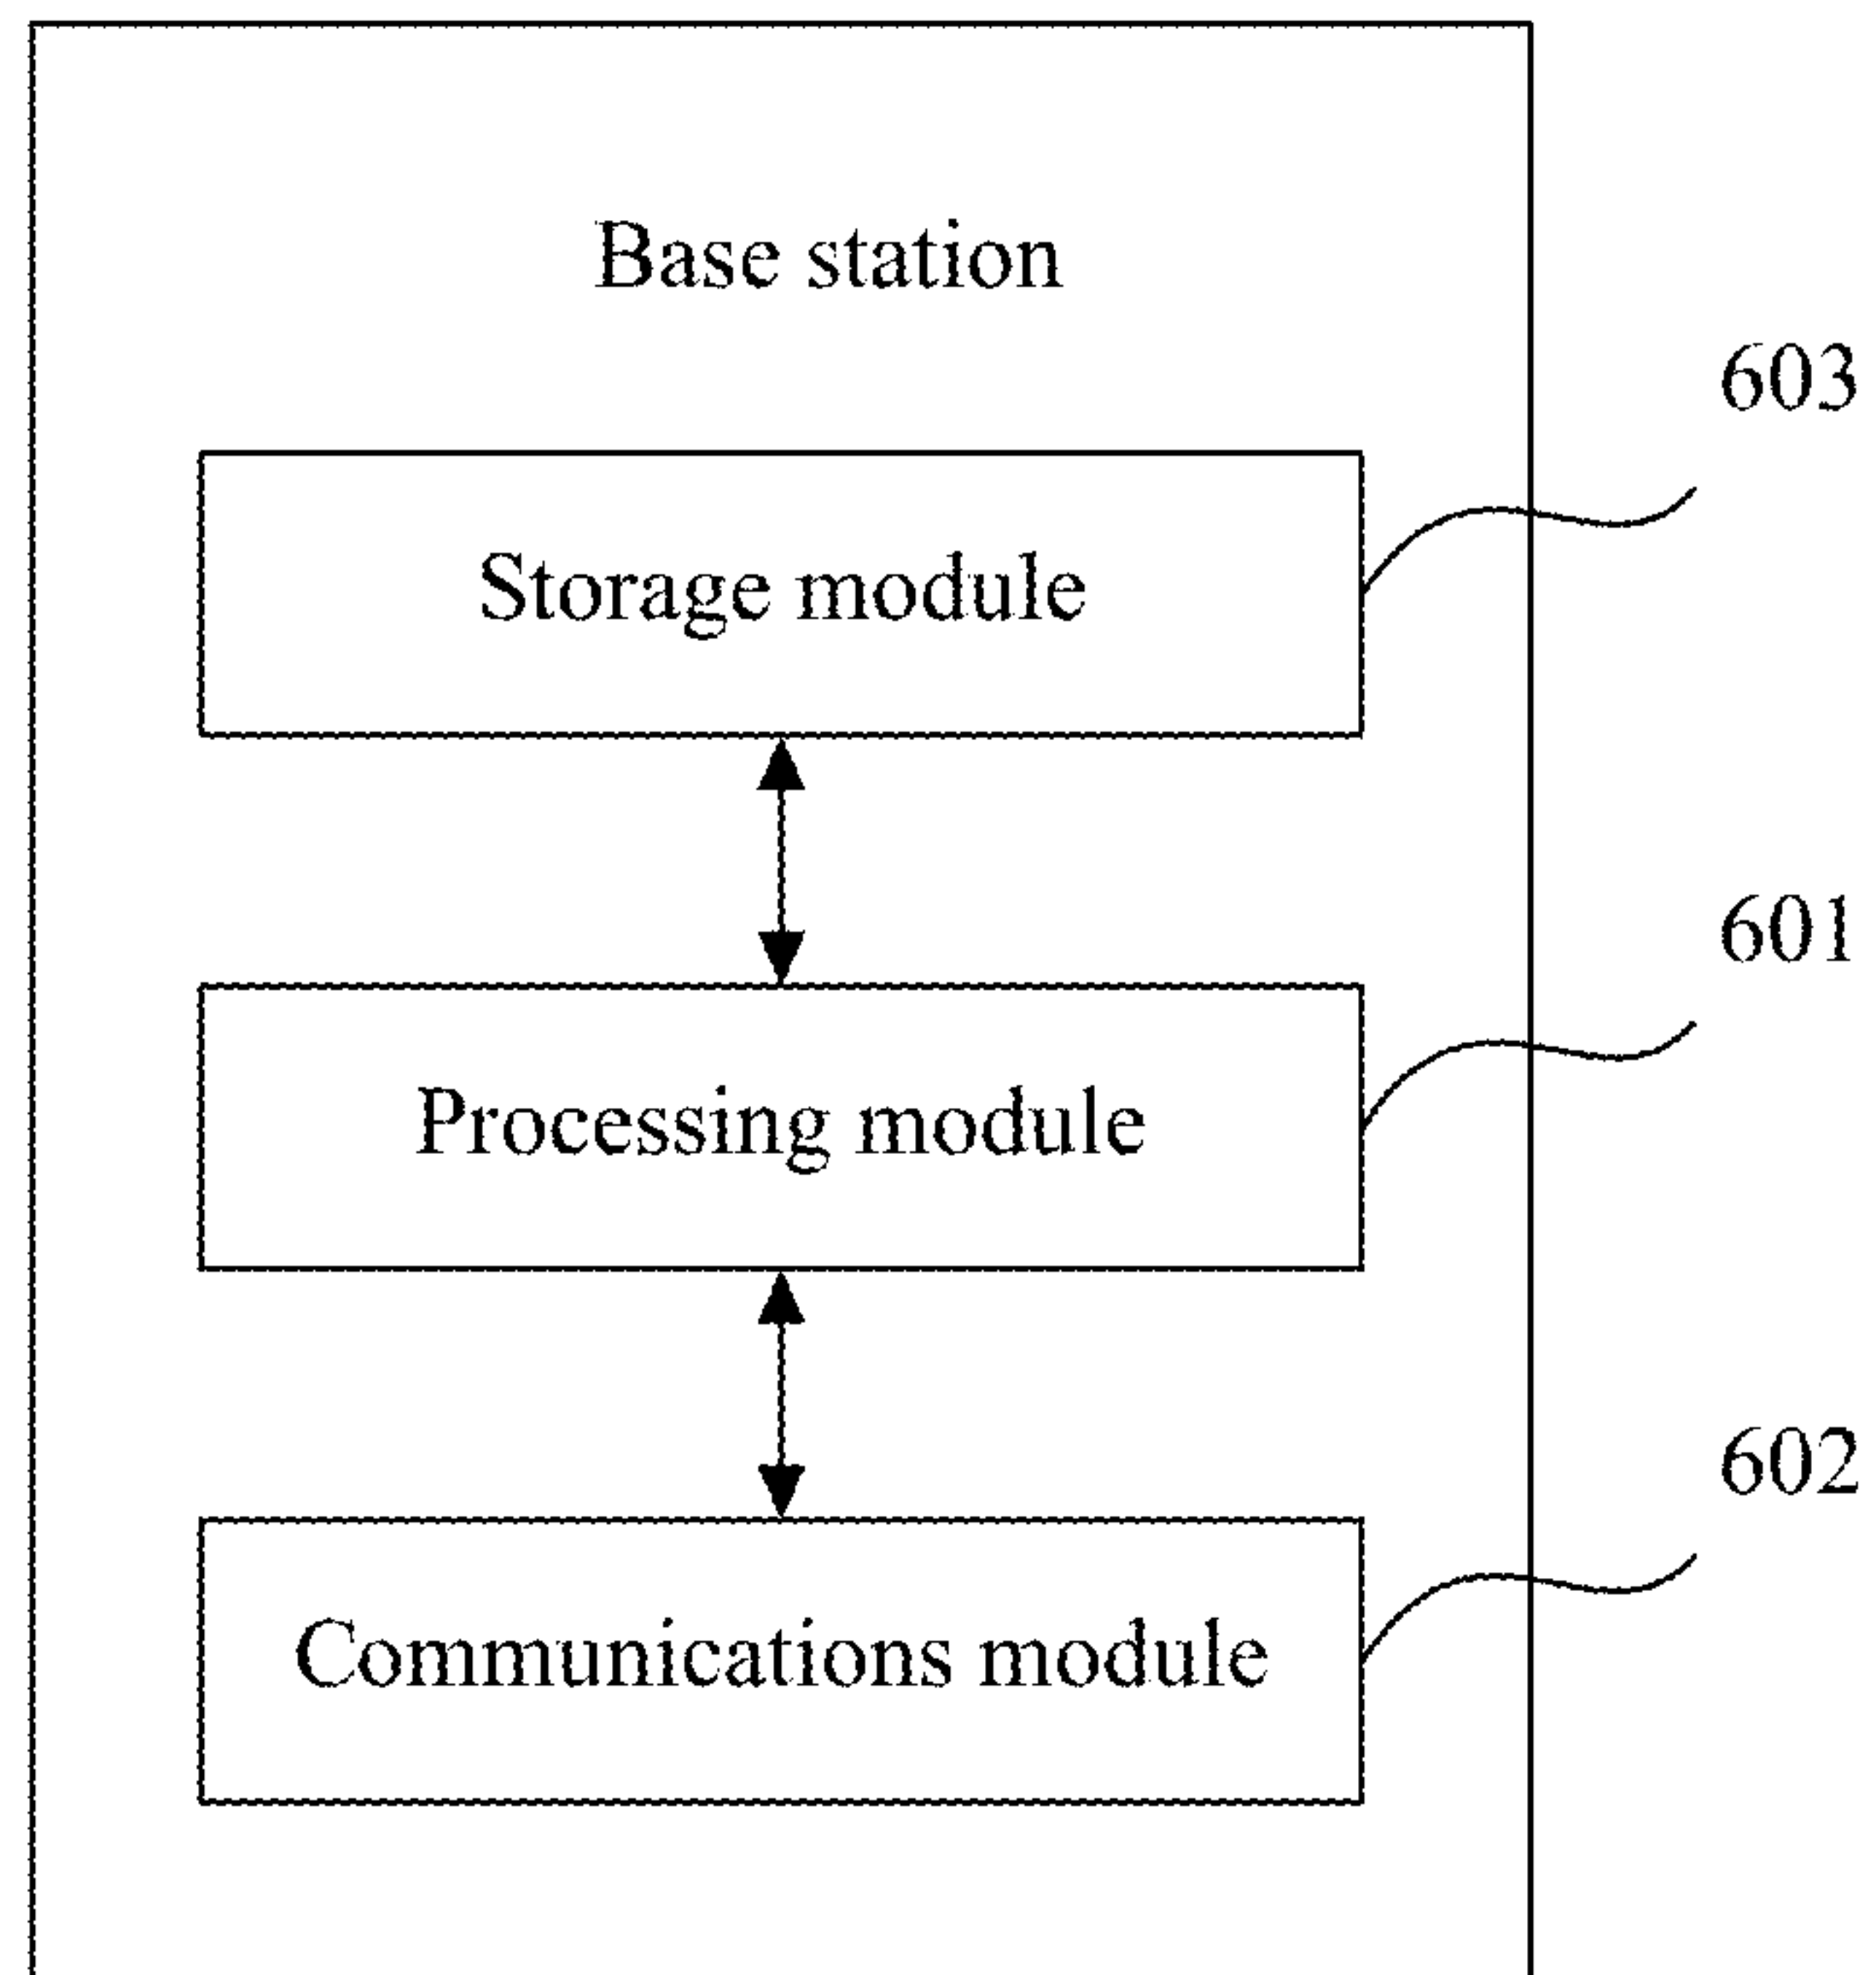 Base station
603
Storage module
601
Processing module
602
Communications module